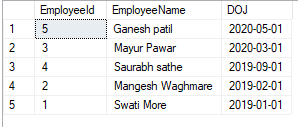 EmployeeId EmployeeName DOJ
1 5 Ganesh patil 2020-05-01
2 3 Mayur Pawar 2020-03-01
3 4 Saurabh sathe 2019-09-01
4 2 Mangesh Waghmare 2019-02-01
5 1 Swati More 2019-01-01